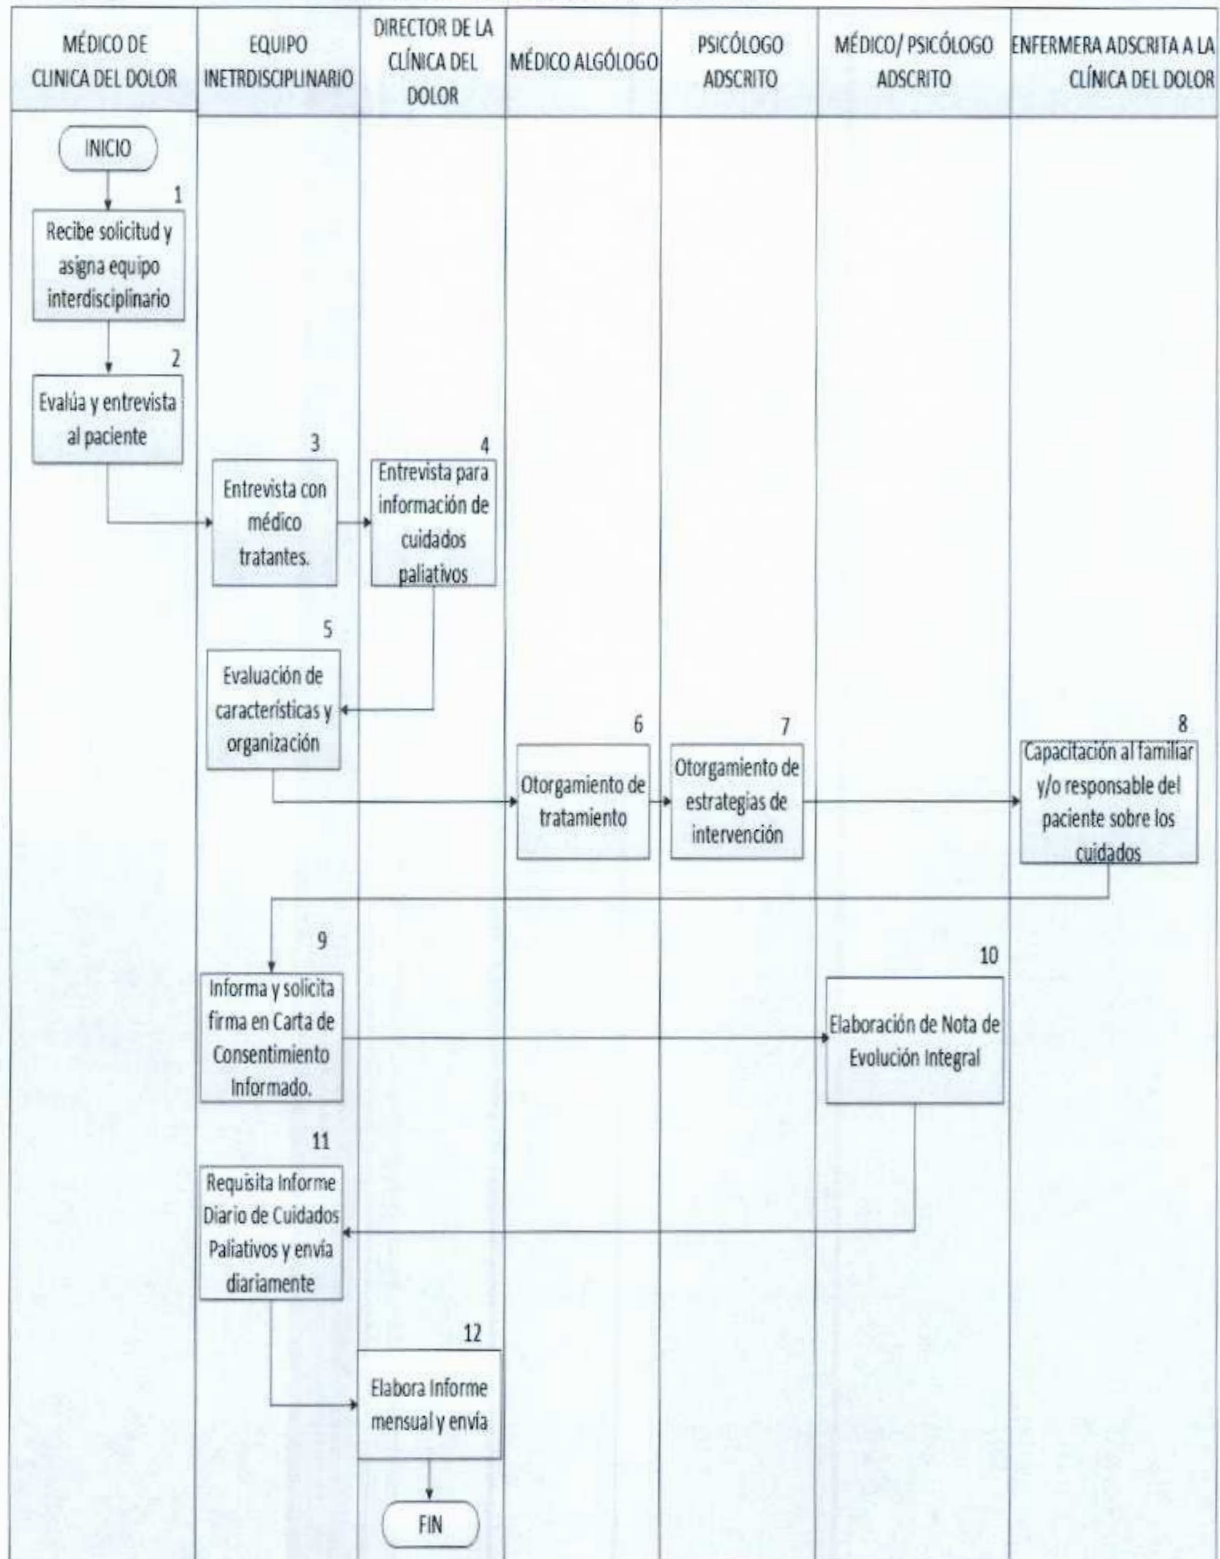 MÉDICO DE
CLINICA DEL DOLOR
EQUIPO
INETRDISCIPLINARIO
DIRECTOR DE LA
CLÍNICA DEL
DOLOR
MÉDICO ALGÓLOGO
PSICÓLOGO
ADSCRITO
MÉDICO/ PSICÓLOGO
ADSCRITO
ENFERMERA ADSCRITA A LA
CLÍNICA DEL DOLOR
INICIO
1
Recibe solicitud y
asigna equipo
interdisciplinario
2
Evalúa y entrevista
al paciente
3
Entrevista con
médico
tratantes.
4
Entrevista para
información de
cuidados
paliativos
5
Evaluación de
características y
organización
6
Otorgamiento de
tratamiento
7
Otorgamiento de
estrategias de
intervención
8
Capacitación al familiar
y/o responsable del
paciente sobre los
cuidados
9
Informa y solicita
firma en Carta de
Consentimiento
Informado.
10
Elaboración de Nota de
Evolución Integral
11
Requisita Informe
Diario de Cuidados
Paliativos y envía
diariamente
12
Elabora Informe
mensual y envía
FIN